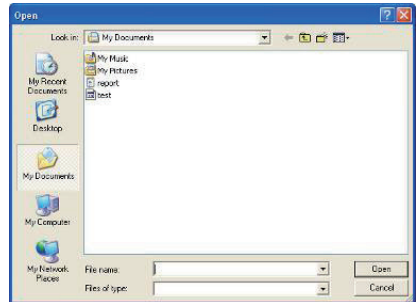 Open
Look in:
My Documents
My Recent
Documents
Desktop
My Documents
My Computer
My Network
Places
My Music
My Pictures
report
test
File name:
Open
Files of type:
Cancel